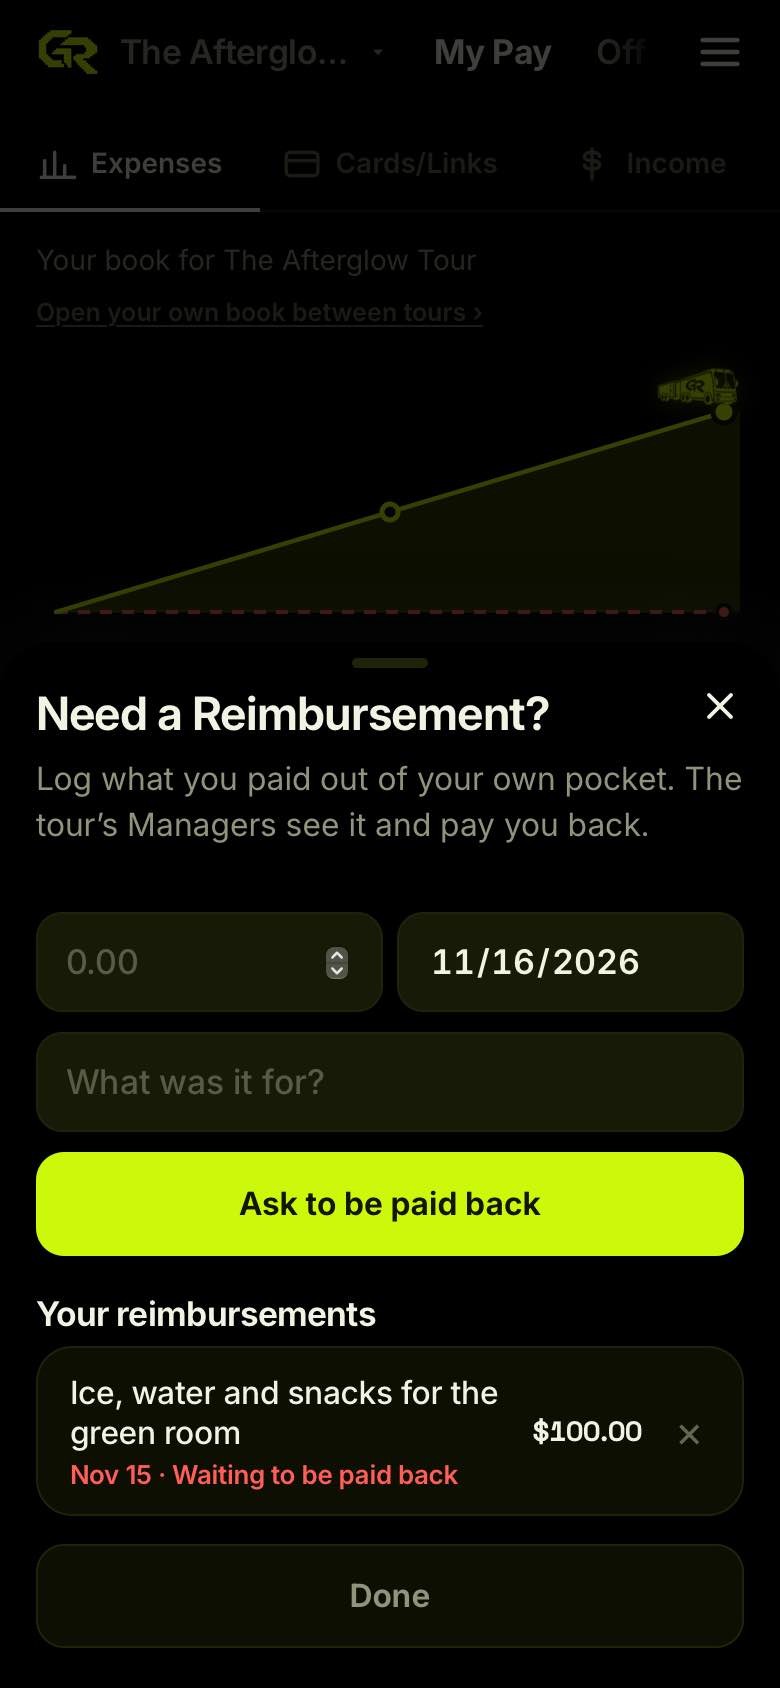 GR The Afterglo... My Pay Off
Expenses Cards/Links Income
Your book for The Afterglow Tour
Open your own book between tours ›
GR
Need a Reimbursement?
Log what you paid out of your own pocket. The
tour’s Managers see it and pay you back.
0.00 11/16/2026
What was it for?
Ask to be paid back
Your reimbursements
Ice, water and snacks for the
green room
$100.00
Nov 15 · Waiting to be paid back
Done